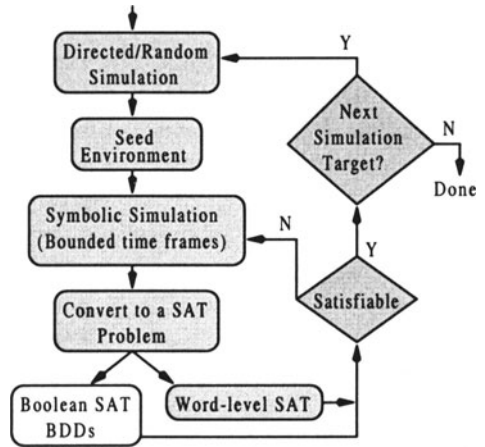 Directed/Random
Simulation
Y
Next
Simulation
Target?
N
Done
Seed
Environment
Symbolic Simulation
(Bounded time frames)
N
Y
Satisfiable
Convert to a SAT
Problem
Boolean SAT
BDDs
Word-level SAT